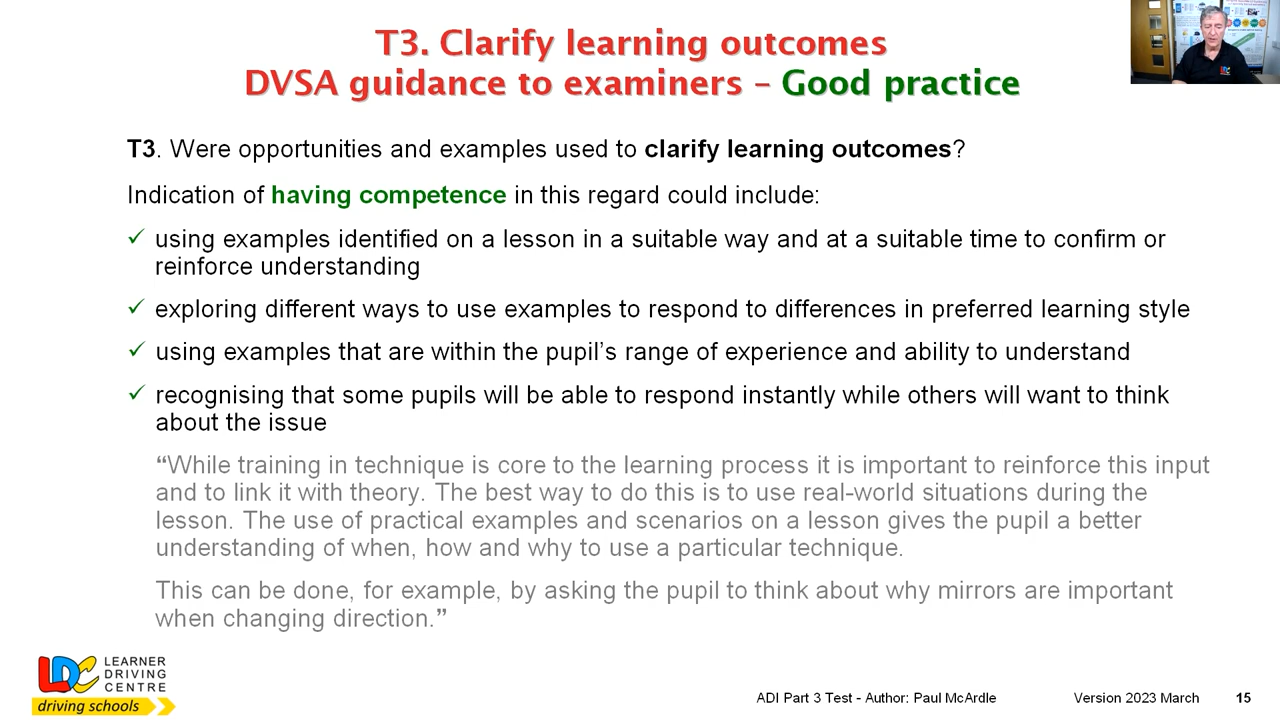 T3. Clarify learning outcomes
DVSA guidance to examiners – Good practice
T3. Were opportunities and examples used to clarify learning outcomes?
Indication of having competence in this regard could include:
✓ using examples identified on a lesson in a suitable way and at a suitable time to confirm or
reinforce understanding
✓ exploring different ways to use examples to respond to differences in preferred learning style
✓ using examples that are within the pupil’s range of experience and ability to understand
✓ recognising that some pupils will be able to respond instantly while others will want to think
about the issue
“While training in technique is core to the learning process it is important to reinforce this input
and to link it with theory. The best way to do this is to use real-world situations during the
lesson. The use of practical examples and scenarios on a lesson gives the pupil a better
understanding of when, how and why to use a particular technique.
This can be done, for example, by asking the pupil to think about why mirrors are important
when changing direction.”
LDC LEARNER
DRIVING
CENTRE
driving schools
ADI Part 3 Test - Author: Paul McArdle
Version 2023 March
15